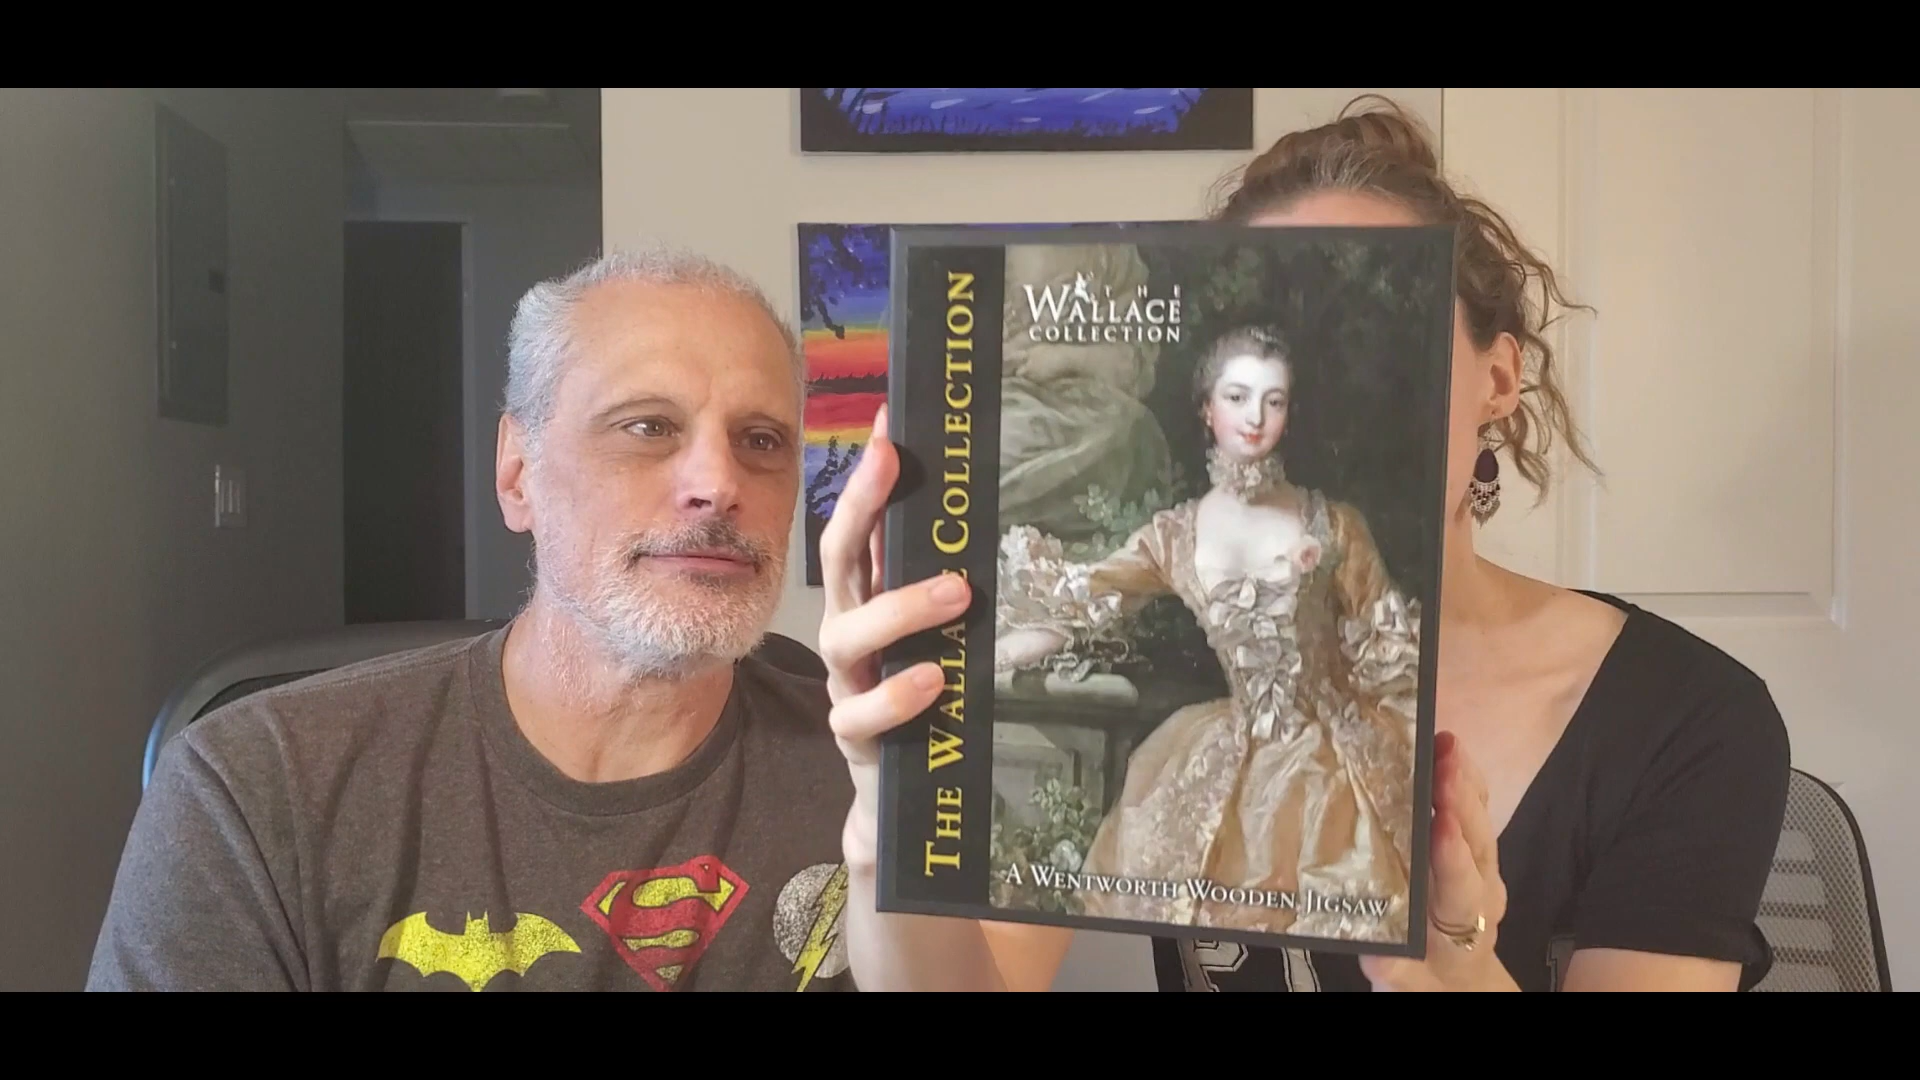 THE WALLACE COLLECTION
THE
WALLACE
COLLECTION
A WENTWORTH WOODEN JIGSAW
S